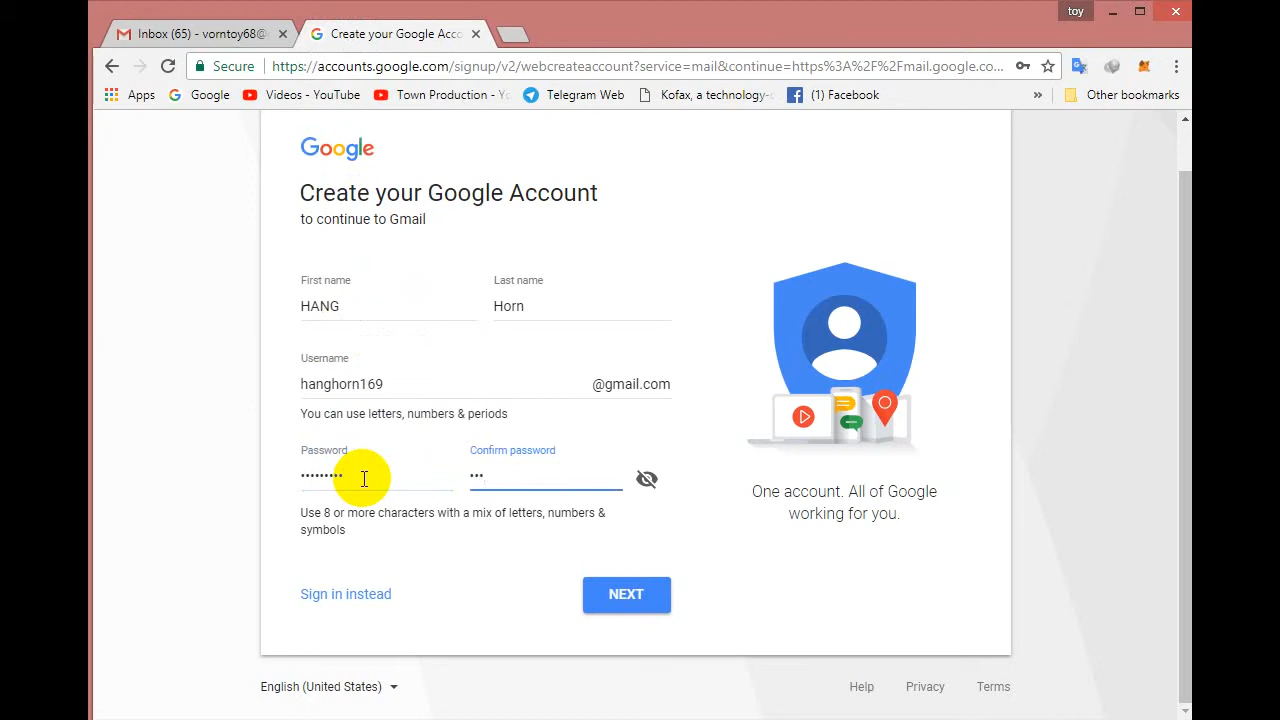 toy
Inbox (65) - vorntoy68@
Create your Google Acco
Secure
https://accounts.google.com/signup/v2/webcreateaccount?service=mail&continue=https%3A%2F%2Fmail.google.co...
Apps
Google
Videos - YouTube
Town Production - Yo
Telegram Web
Kofax, a technology-
(1) Facebook
»
Other bookmarks
Google
Create your Google Account
to continue to Gmail
First name
Last name
HANG
Horn
Username
hanghorn169
@gmail.com
You can use letters, numbers & periods
Password
Confirm password
•••••••••
•••
Use 8 or more characters with a mix of letters, numbers &
symbols
One account. All of Google
working for you.
Sign in instead
NEXT
English (United States)
Help
Privacy
Terms